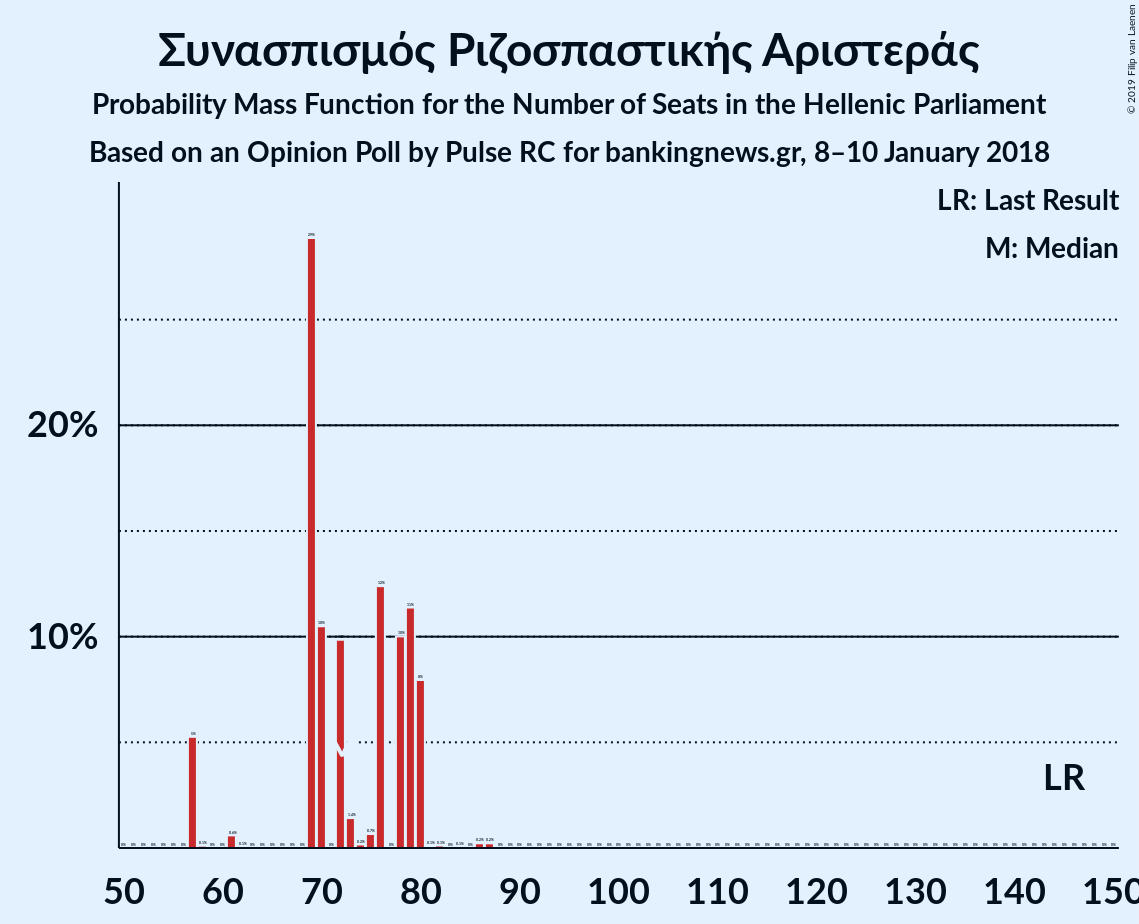 Συνασπισμός Ριζοσπαστικής Αριστεράς
Probability Mass Function for the Number of Seats in the Hellenic Parliament
Based on an Opinion Poll by Pulse RC for bankingnews.gr, 8–10 January 2018
© 2019 Filip van Laenen
LR: Last Result
M: Median
20%
10%
LR
50 60 70 80 90 100 110 120 130 140 150